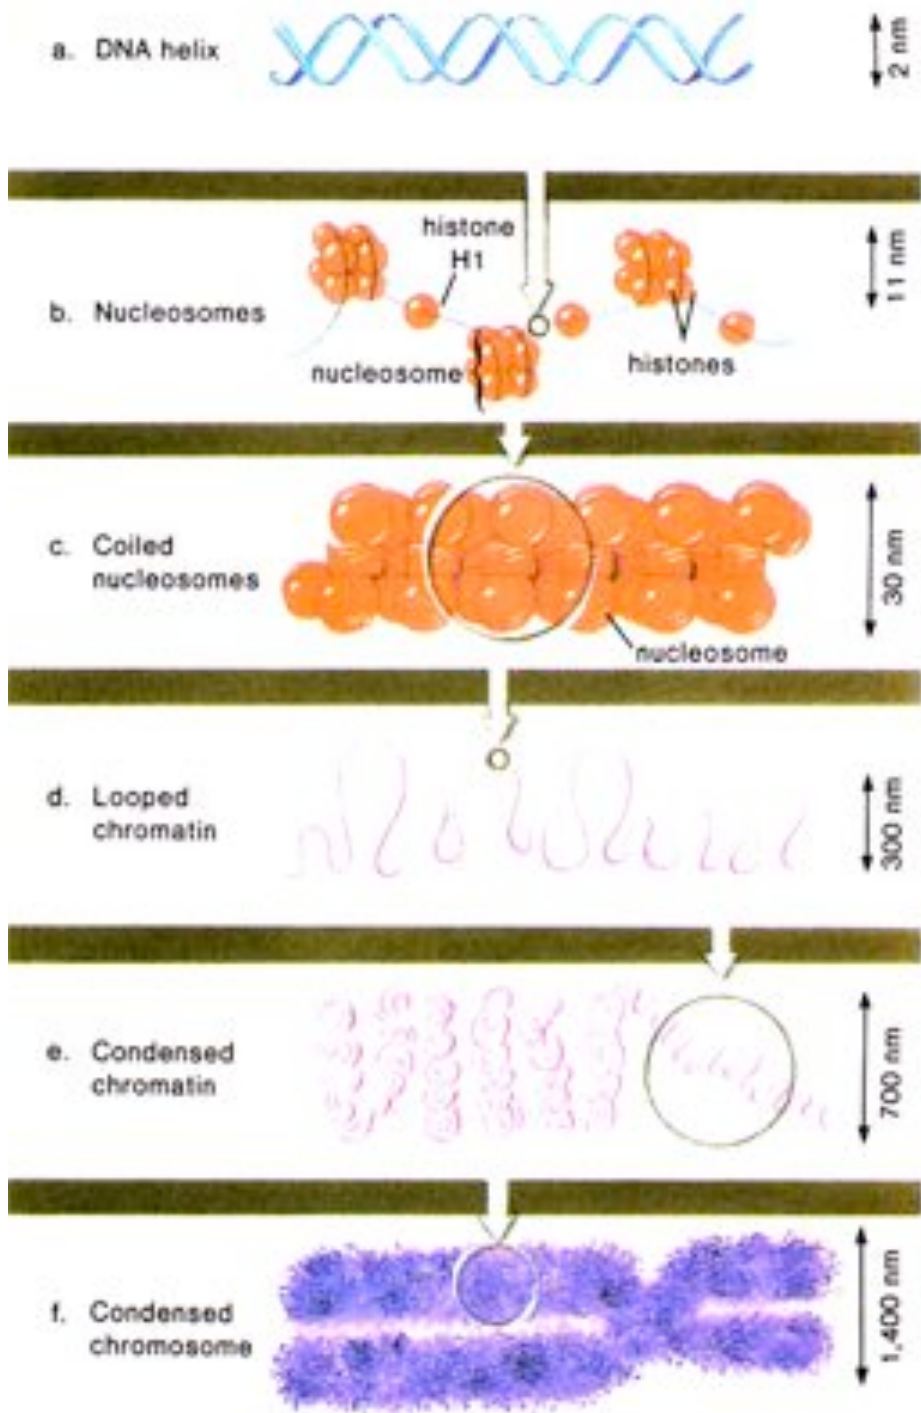 a. DNA helix
2 nm
histone
H1
11 nm
b. Nucleosomes
nucleosome
histones
c. Coiled
nucleosomes
30 nm
nucleosome
d. Looped
chromatin
300 nm
e. Condensed
chromatin
700 nm
f. Condensed
chromosome
1,400 nm